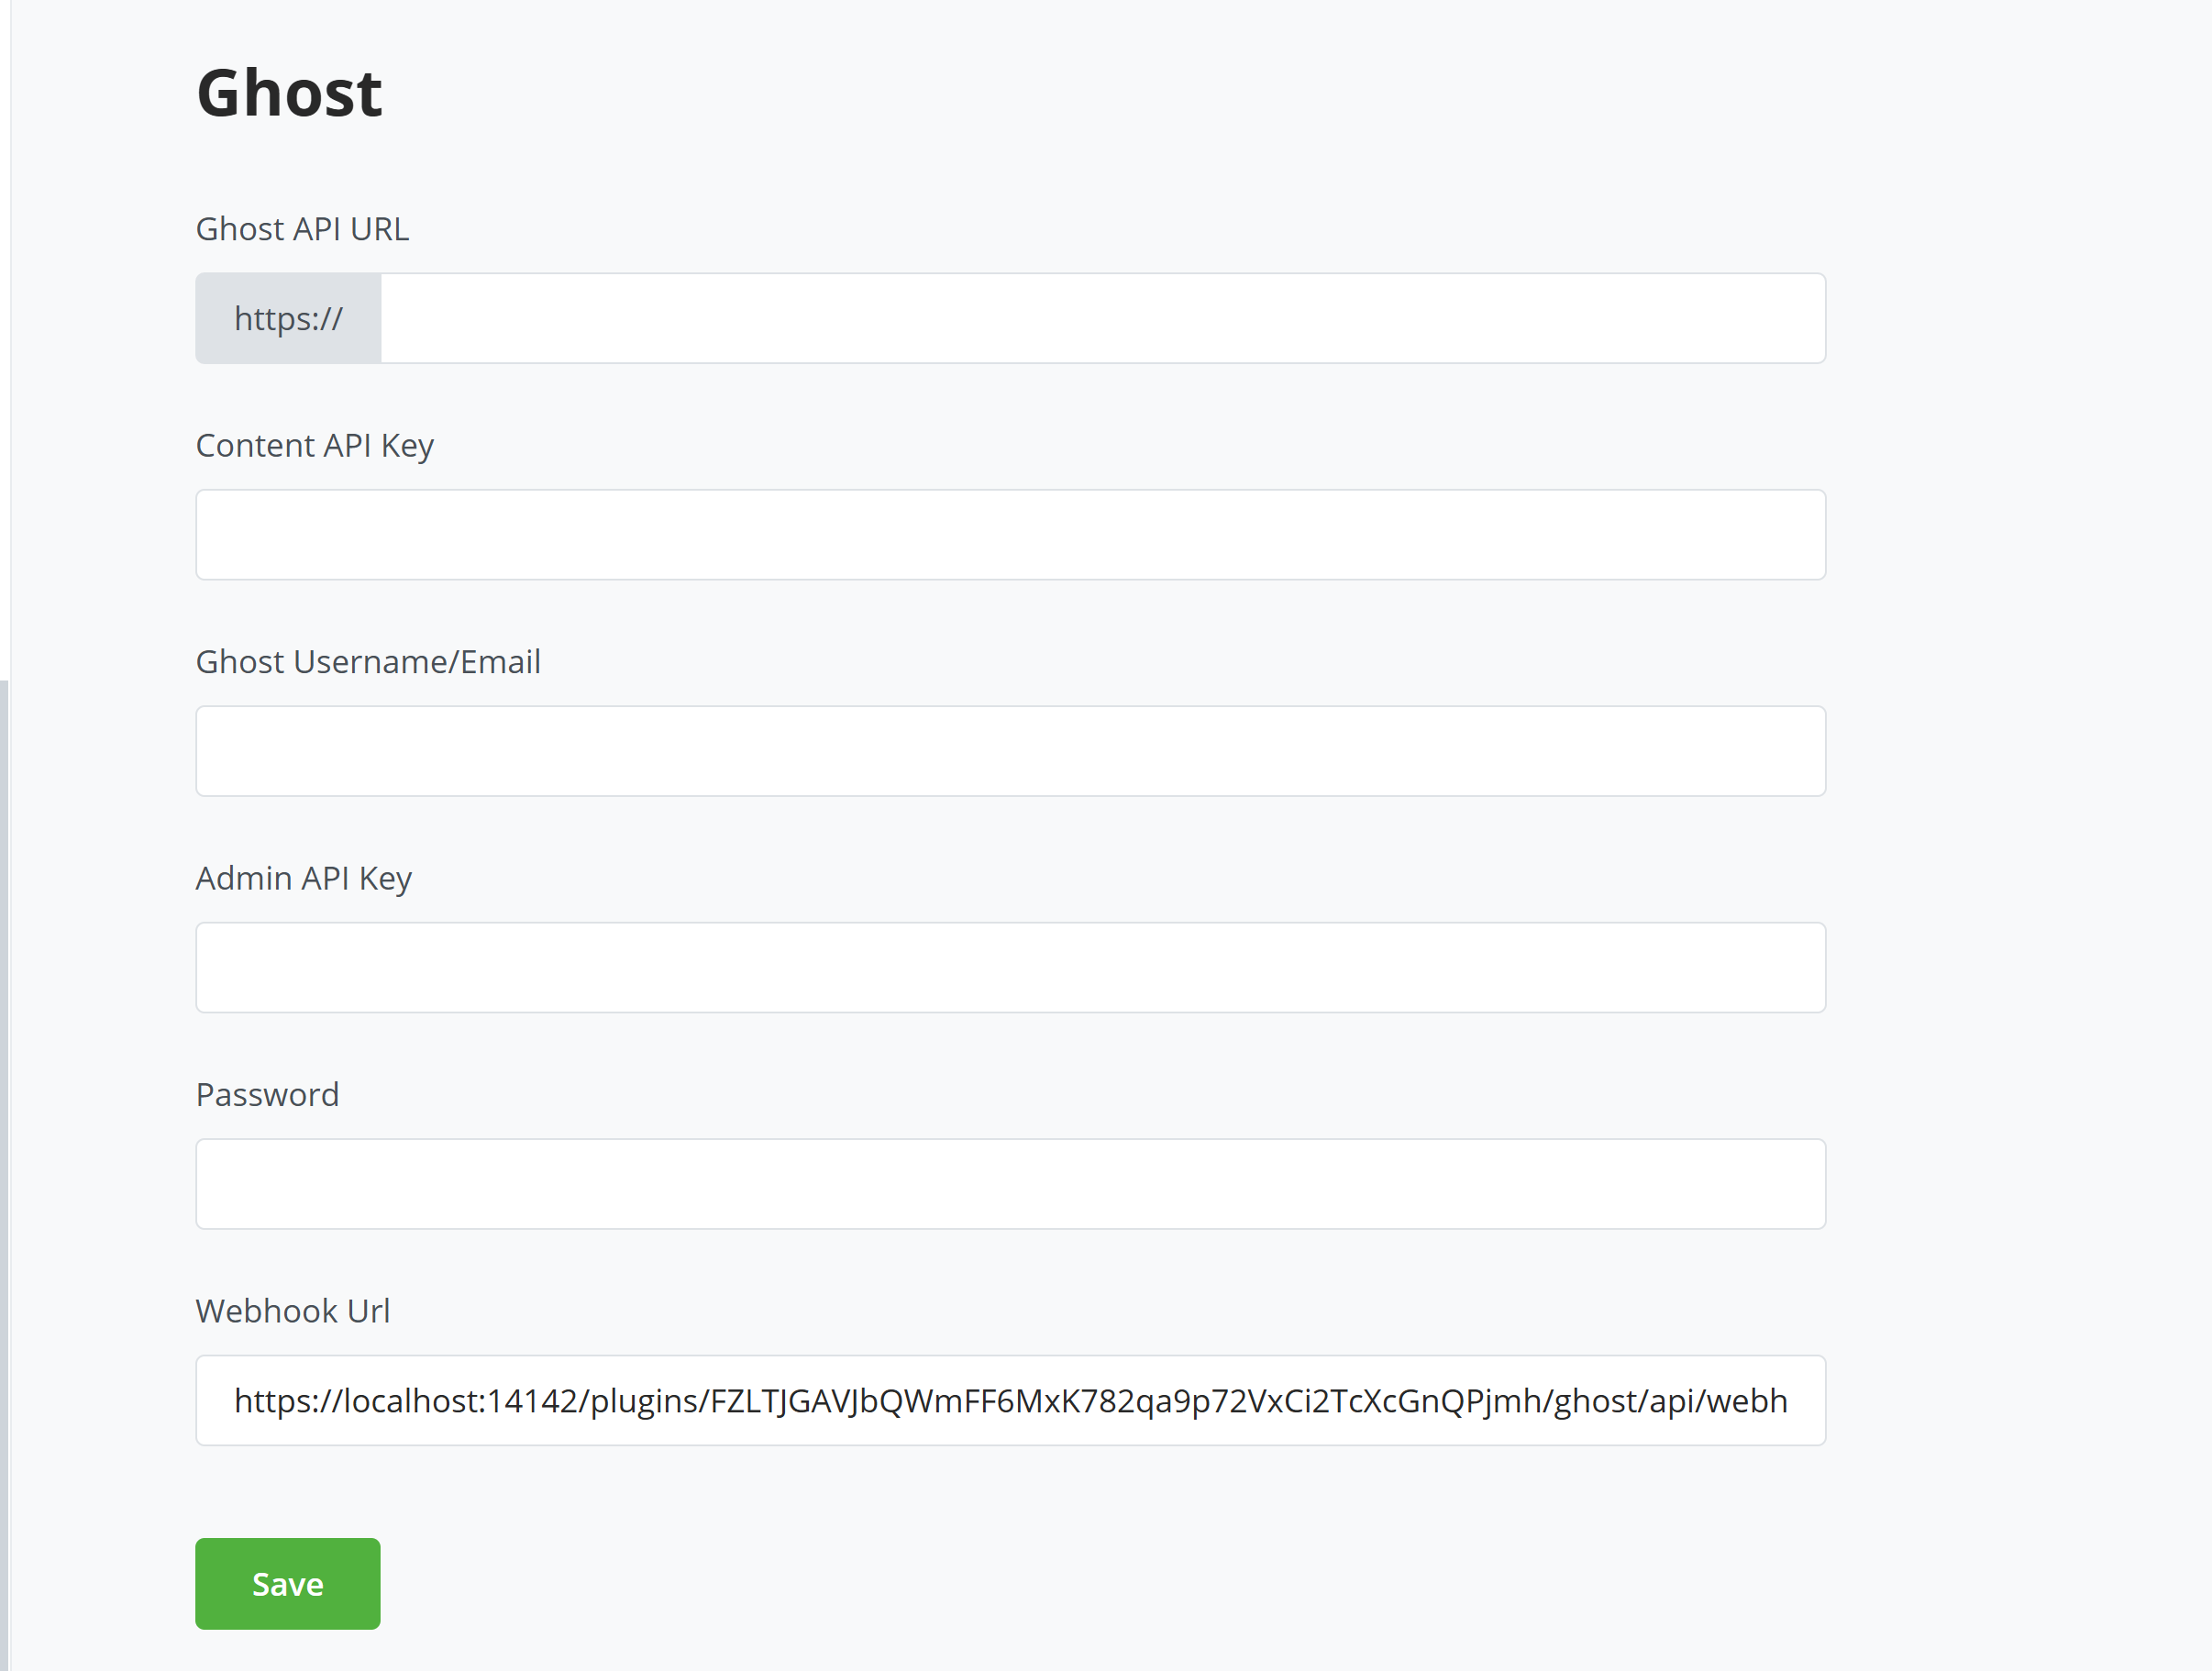 Ghost
Ghost API URL
https://
Content API Key
Ghost Username/Email
Admin API Key
Password
Webhook Url
https://localhost:14142/plugins/FZLTJGAVJbQWmFF6MxK782qa9p72VxCi2TcXcGnQPjmh/ghost/api/webh
Save